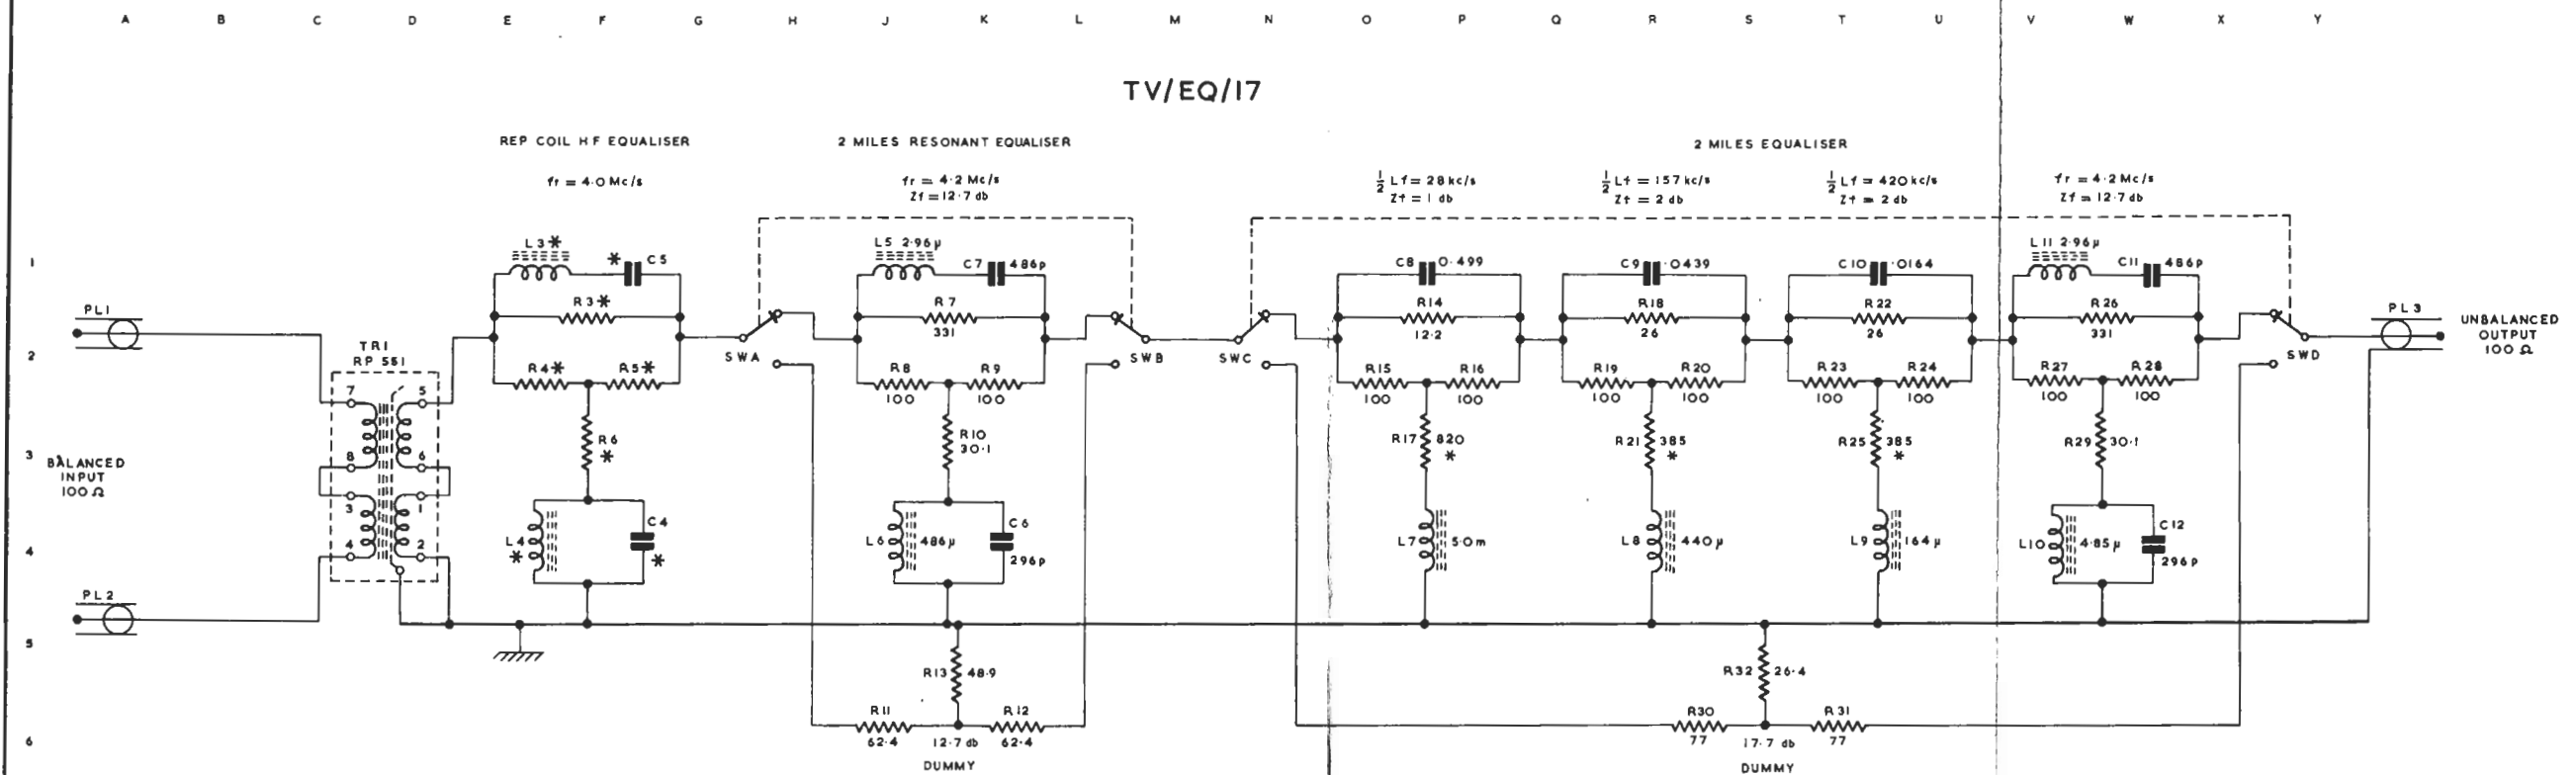 A B C D E F G H J K L M N O P Q R S T U V W X Y
TV/EQ/17
REP COIL HF EQUALISER
fr = 4·0 Mc/s
2 MILES RESONANT EQUALISER
fr = 4·2 Mc/s
Zf = 12·7 db
2 MILES EQUALISER
½ Lf = 28 kc/s
Zf = 1 db
½ Lf = 157 kc/s
Zf = 2 db
½ Lf = 420 kc/s
Zf = 2 db
fr = 4·2 Mc/s
Zf = 12·7 db
1
2
3
4
5
6
PL1
PL2
BALANCED
INPUT
100 Ω
TR1
RP 551
7 5
8 6
3 1
4 2
L3*
* C5
R3*
R4* R5*
R6
*
L4
*
C4
*
SWA
L5 2·96μ
C7 486p
R7
331
R8 R9
100 100
R10
30·1
L6 486μ
C6
296p
R13 48·9
R11 R12
62·4 12·7 db 62·4
DUMMY
SWB
SWC
C8 0·499
R14
12·2
R15 R16
100 100
R17 820
*
L7 5·0m
C9 ·0439
R18
26
R19 R20
100 100
R21 385
*
L8 440μ
C10 ·0164
R22
26
R23 R24
100 100
R25 385
*
L9 164μ
L11 2·96μ
C11 486p
R26
331
R27 R28
100 100
R29 30·1
L10 4·85μ
C12
296p
R32 26·4
R30 R31
77 17·7 db 77
DUMMY
SWD
PL3
UNBALANCED
OUTPUT
100 Ω